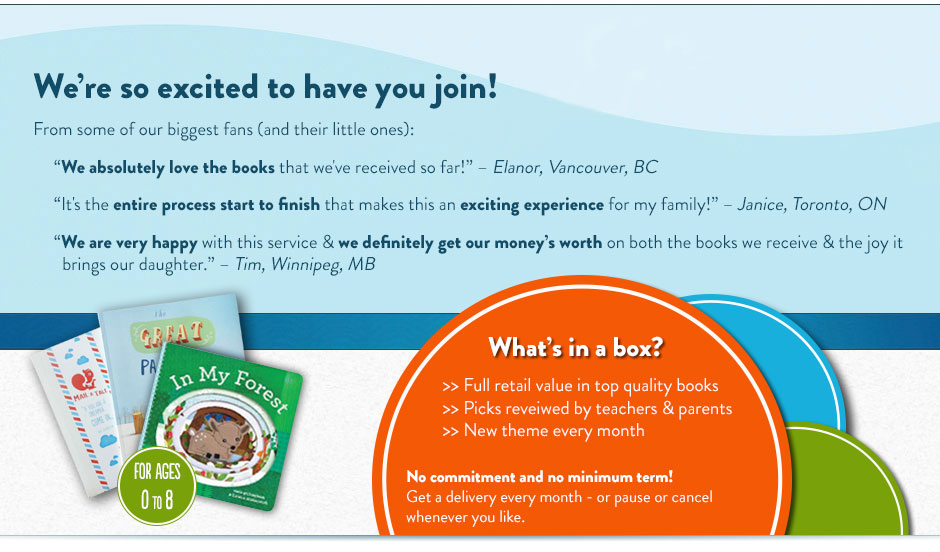 We're so excited to have you join!
From some of our biggest fans (and their little ones):
“We absolutely love the books that we've received so far!” – Elanor, Vancouver, BC
“It's the entire process start to finish that makes this an exciting experience for my family!” – Janice, Toronto, ON
“We are very happy with this service & we definitely get our money's worth on both the books we receive & the joy it
brings our daughter.” – Tim, Winnipeg, MB
GREAT
PA
In My Forest
FOR AGES
0 TO 8
What's in a box?
>> Full retail value in top quality books
>> Picks reveiwed by teachers & parents
>> New theme every month
No commitment and no minimum term!
Get a delivery every month - or pause or cancel
whenever you like.